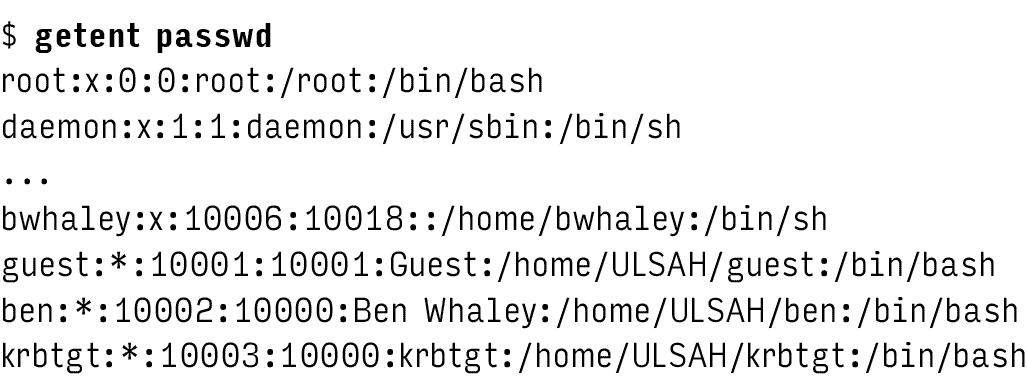 $ getent passwd
root:x:0:0:root:/root:/bin/bash
daemon:x:1:1:daemon:/usr/sbin:/bin/sh
...
bwhaley:x:10006:10018::/home/bwhaley:/bin/sh
guest:*:10001:10001:Guest:/home/ULSAH/guest:/bin/bash
ben:*:10002:10000:Ben Whaley:/home/ULSAH/ben:/bin/bash
krbtgt:*:10003:10000:krbtgt:/home/ULSAH/krbtgt:/bin/bash